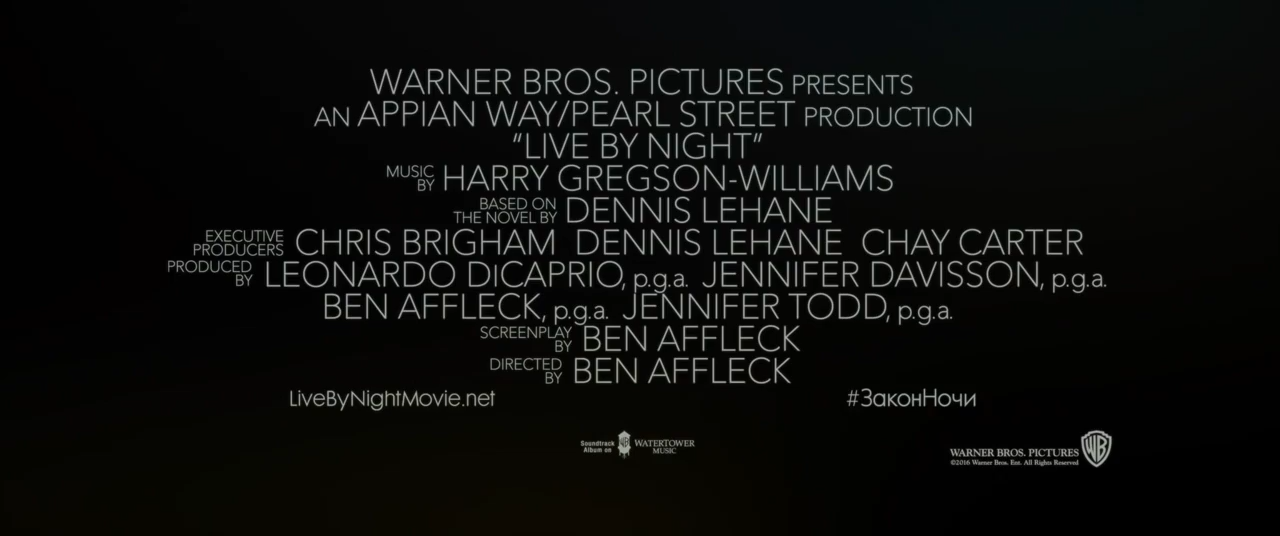 WARNER BROS. PICTURES PRESENTS
AN APPIAN WAY/PEARL STREET PRODUCTION
"LIVE BY NIGHT"
MUSIC BY HARRY GREGSON-WILLIAMS
BASED ON THE NOVEL BY DENNIS LEHANE
EXECUTIVE PRODUCERS CHRIS BRIGHAM DENNIS LEHANE CHAY CARTER
PRODUCED BY LEONARDO DiCAPRIO, p.g.a. JENNIFER DAVISSON, p.g.a.
BEN AFFLECK, p.g.a. JENNIFER TODD, p.g.a.
SCREENPLAY BY BEN AFFLECK
DIRECTED BY BEN AFFLECK
LiveByNightMovie.net #ЗаконНочи
Soundtrack Album on WB WATERTOWER MUSIC
WARNER BROS. PICTURES WB
©2016 Warner Bros. Ent. All Rights Reserved